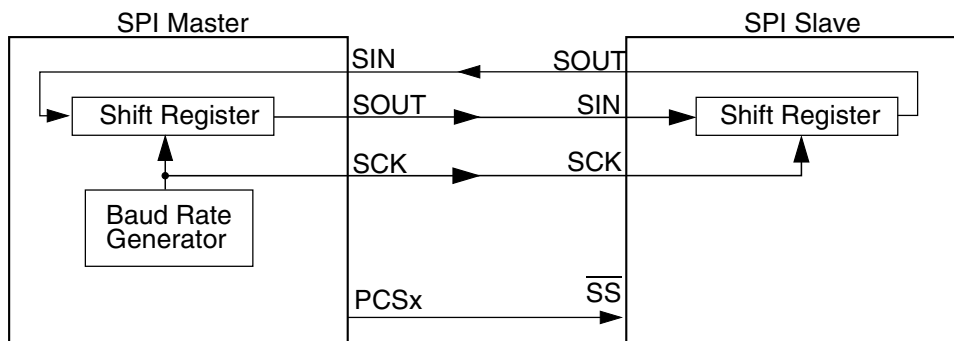 SPI Master
SPI Slave
SIN
SOUT
Shift Register
SOUT
SIN
Shift Register
SCK
SCK
Baud Rate
Generator
PCSx
SS